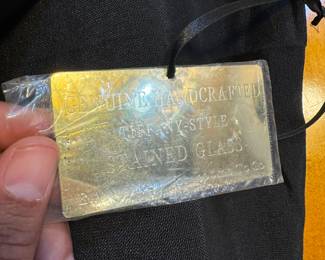 GENUINE HANDCRAFTED
TIFFANY-STYLE
STAINED GLASS